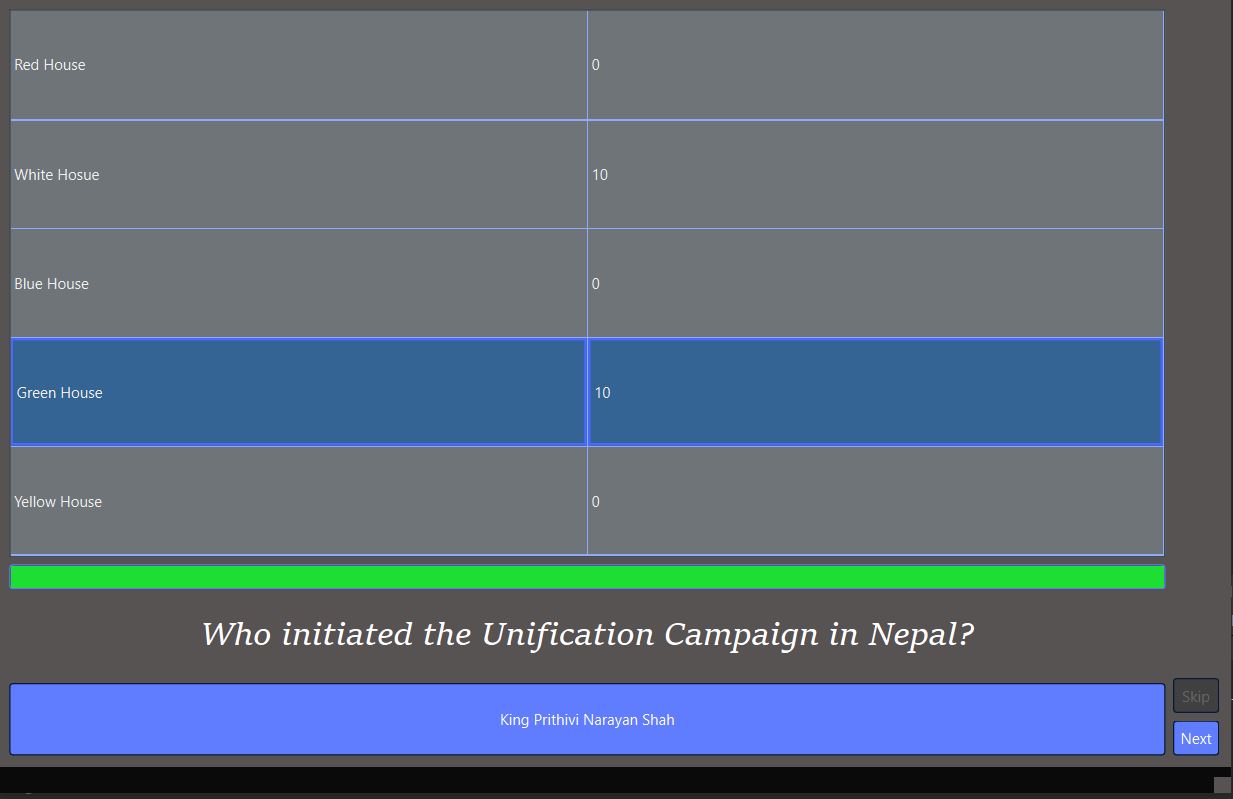 Red House 0
White Hosue 10
Blue House 0
Green House 10
Yellow House 0
Who initiated the Unification Campaign in Nepal?
King Prithivi Narayan Shah
Skip
Next